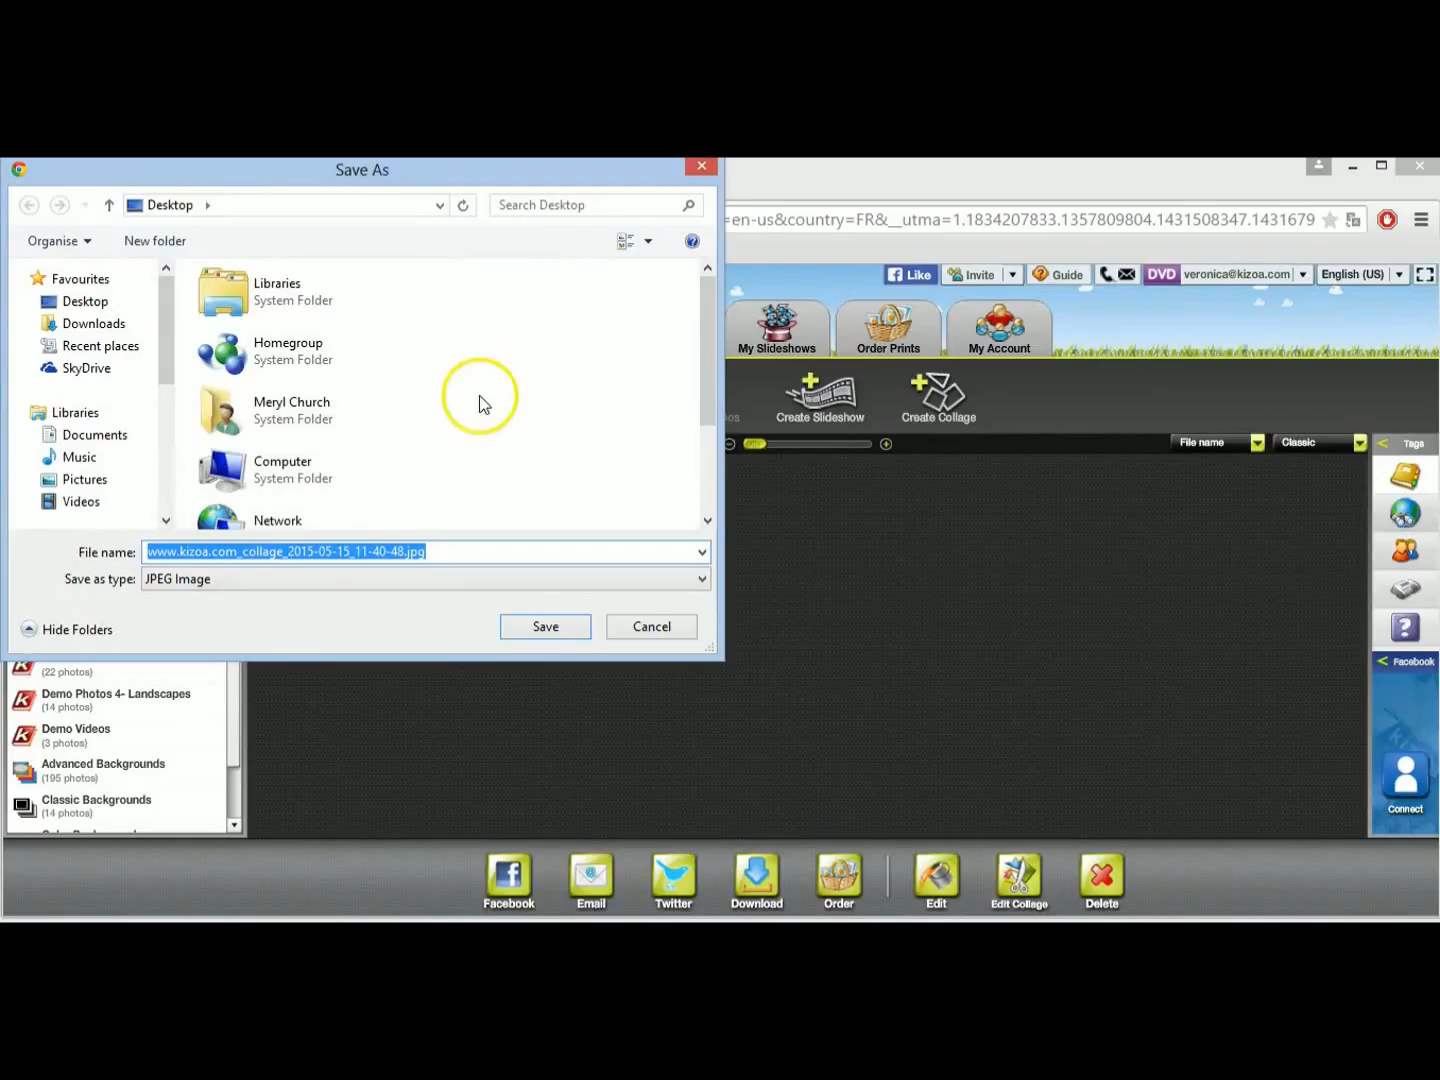 Save As
Desktop
Search Desktop
=en-us&country=FR&__utma=1.1834207833.1357809804.1431508347.1431679
Organise
New folder
Like
Invite
Guide
DVD
veronica@kizoa.com
English (US)
Favourites
Desktop
Downloads
Recent places
SkyDrive
Libraries
Documents
Music
Pictures
Videos
Libraries
System Folder
Homegroup
System Folder
Meryl Church
System Folder
Computer
System Folder
Network
My Slideshows
Order Prints
My Account
Create Slideshow
Create Collage
File name
Classic
< Tags
File name:
www.kizoa.com_collage_2015-05-15_11-40-48.jpg
Save as type:
JPEG Image
Hide Folders
Save
Cancel
< Facebook
Connect
(22 photos)
Demo Photos 4- Landscapes
(14 photos)
Demo Videos
(3 photos)
Advanced Backgrounds
(195 photos)
Classic Backgrounds
(14 photos)
Facebook
Email
Twitter
Download
Order
Edit
Edit Collage
Delete